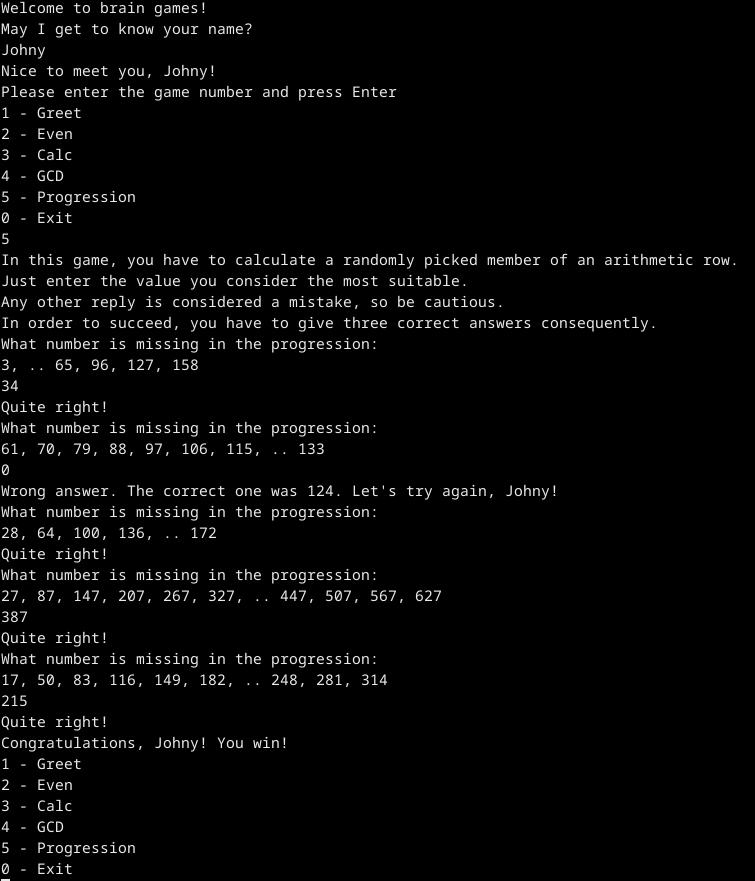 Welcome to brain games!
May I get to know your name?
Johny
Nice to meet you, Johny!
Please enter the game number and press Enter
1 - Greet
2 - Even
3 - Calc
4 - GCD
5 - Progression
0 - Exit
5
In this game, you have to calculate a randomly picked member of an arithmetic row.
Just enter the value you consider the most suitable.
Any other reply is considered a mistake, so be cautious.
In order to succeed, you have to give three correct answers consequently.
What number is missing in the progression:
3, .. 65, 96, 127, 158
34
Quite right!
What number is missing in the progression:
61, 70, 79, 88, 97, 106, 115, .. 133
0
Wrong answer. The correct one was 124. Let's try again, Johny!
What number is missing in the progression:
28, 64, 100, 136, .. 172
Quite right!
What number is missing in the progression:
27, 87, 147, 207, 267, 327, .. 447, 507, 567, 627
387
Quite right!
What number is missing in the progression:
17, 50, 83, 116, 149, 182, .. 248, 281, 314
215
Quite right!
Congratulations, Johny! You win!
1 - Greet
2 - Even
3 - Calc
4 - GCD
5 - Progression
0 - Exit